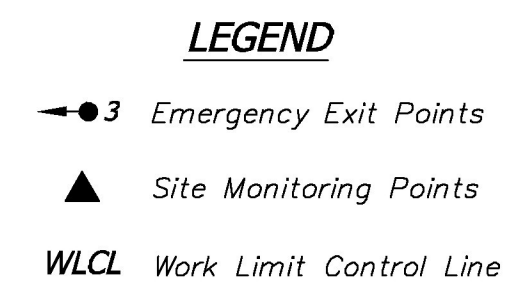 LEGEND
3 Emergency Exit Points
Site Monitoring Points
WLCL Work Limit Control Line